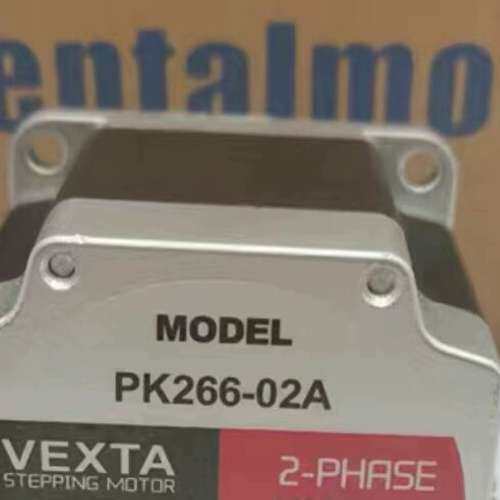 entalmo
MODEL
PK266-02A
VEXTA
STEPPING MOTOR
2-PHASE